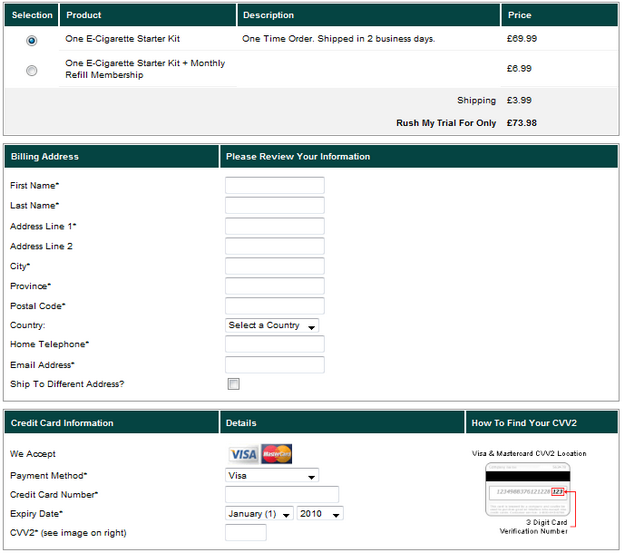 Selection Product Description Price
One E-Cigarette Starter Kit One Time Order. Shipped in 2 business days. £69.99
One E-Cigarette Starter Kit + Monthly
Refill Membership £6.99
Shipping £3.99
Rush My Trial For Only £73.98
Billing Address Please Review Your Information
First Name*
Last Name*
Address Line 1*
Address Line 2
City*
Province*
Postal Code*
Country: Select a Country
Home Telephone*
Email Address*
Ship To Different Address?
Credit Card Information Details How To Find Your CVV2
We Accept VISA MasterCard Visa & Mastercard CVV2 Location
Payment Method* Visa
Credit Card Number*
Expiry Date* January (1) 2010
CVV2* (see image on right)
123
3 Digit Card
Verification Number